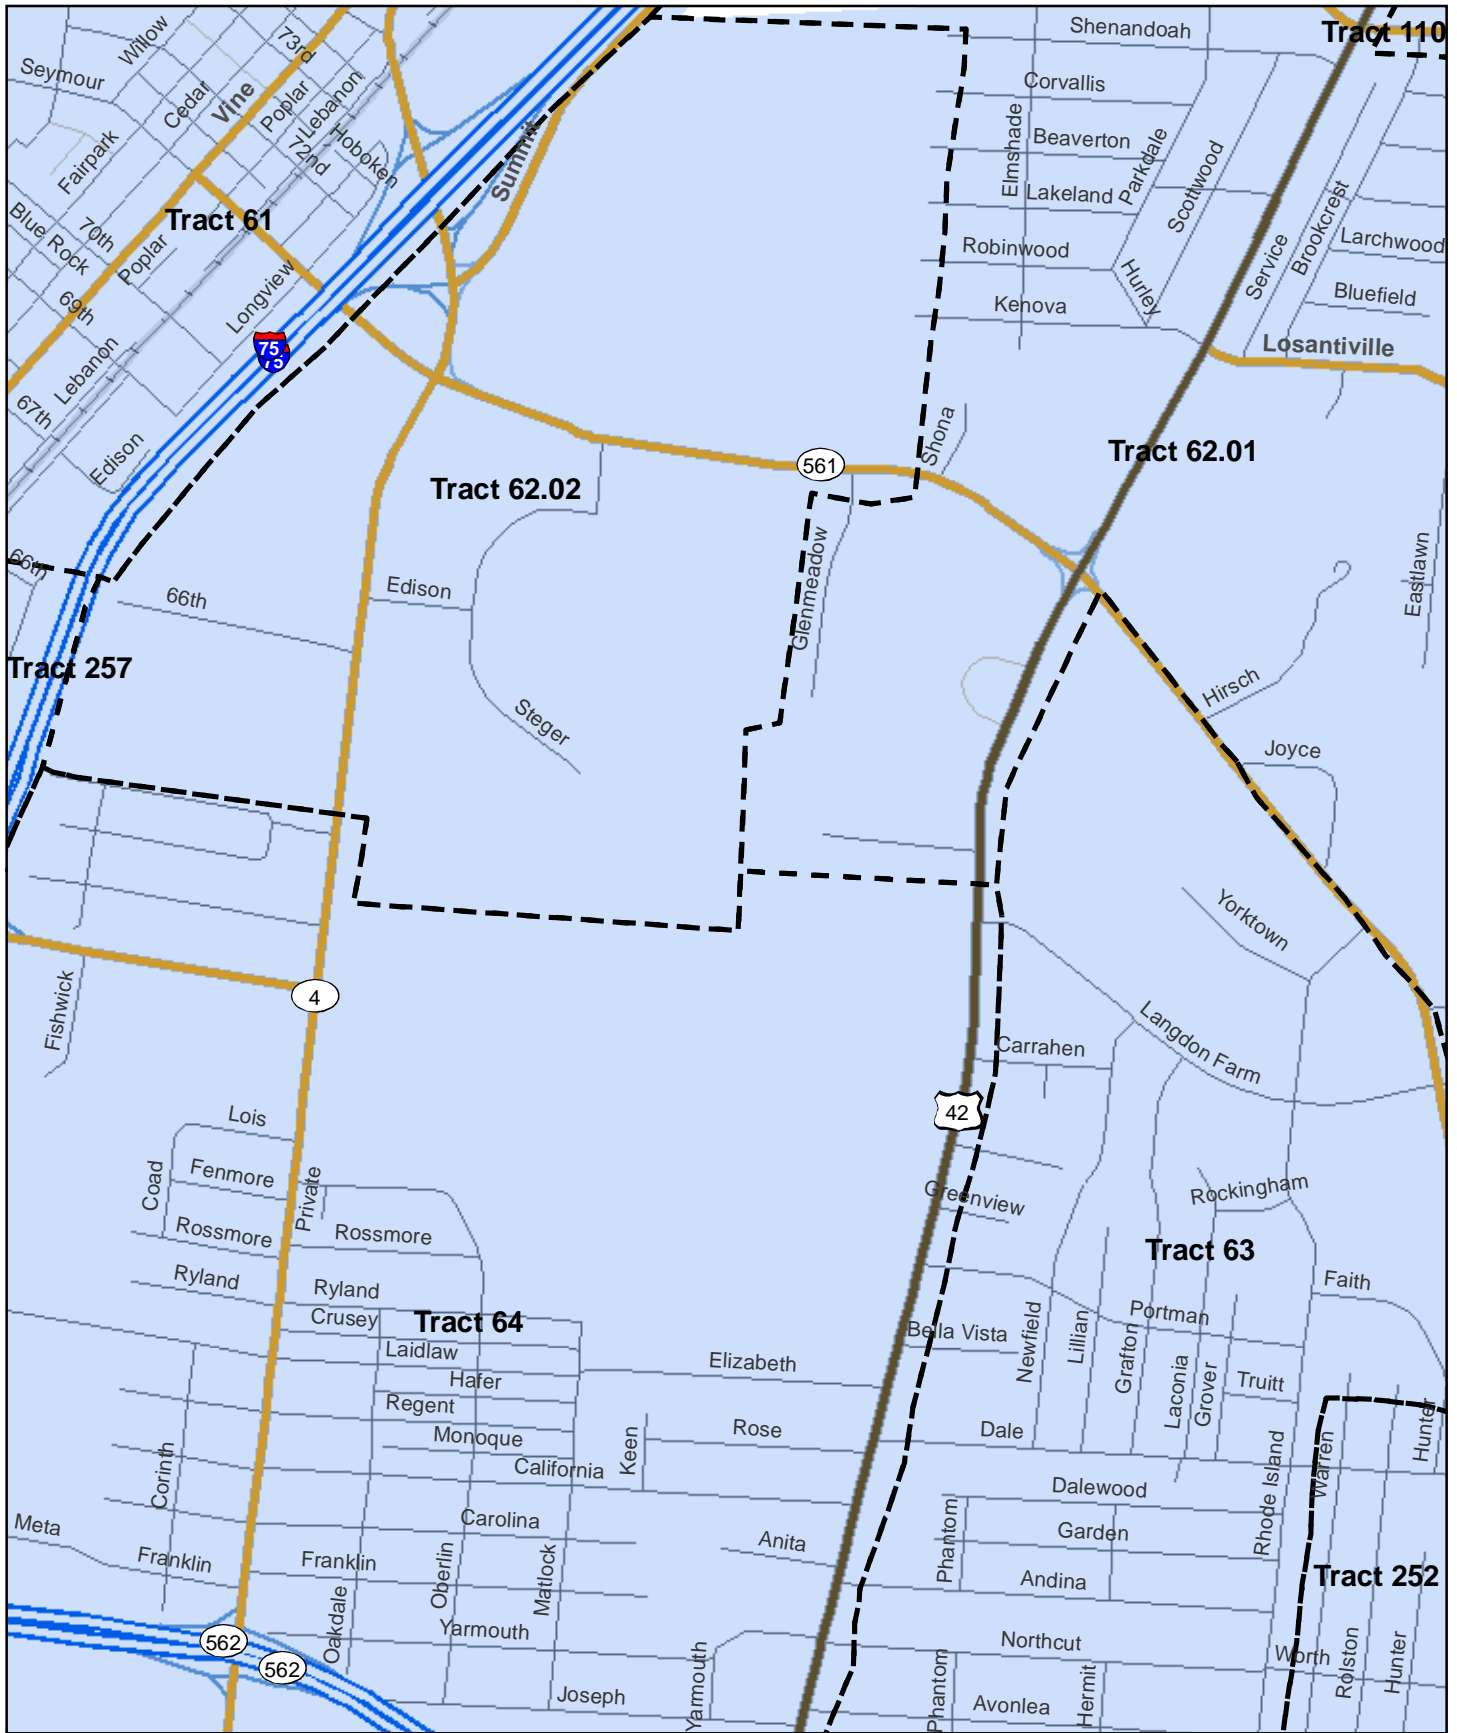 Willow
73rd
Shenandoah
Tract 110
Seymour
Cedar
Vine
Poplar
Lebanon
Corvallis
Fairpark
72nd
Hoboken
Summit
Elmshade
Beaverton
Parkdale
Scottwood
Lakeland
Blue Rock
70th
Tract 61
Poplar
Robinwood
Hurley
Service
Brookcrest
Larchwood
69th
Longview
Kenova
Bluefield
Lebanon
75
75
Losantiville
67th
Edison
Shona
Tract 62.01
561
Tract 62.02
66th
66th
Edison
Glenmeadow
Eastlawn
Tract 257
Hirsch
Steger
Joyce
Yorktown
4
Fishwick
Langdon Farm
Carrahen
42
Lois
Coad
Fenmore
Private
Rockingham
Greenview
Rossmore
Rossmore
Tract 63
Ryland
Ryland
Faith
Crusey
Tract 64
Portman
Bella Vista
Newfield
Lillian
Grafton
Laidlaw
Elizabeth
Laconia
Grover
Truitt
Hafer
Regent
Monoque
Keen
Rose
Dale
Hunter
Warren
Rhode Island
Corinth
California
Dalewood
Meta
Carolina
Phantom
Garden
Franklin
Franklin
Oberlin
Matlock
Anita
Andina
Tract 252
Oakdale
Yarmouth
562
562
Northcut
Worth
Rolston
Hunter
Joseph
Yarmouth
Phantom
Avonlea
Hermit